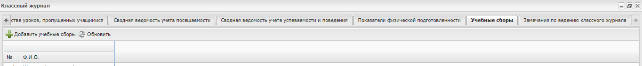 Классный журнал
стве уроков, пропущенных учащимися Сводная ведомость учета посещаемости Сводная ведомость учета успеваемости и поведения Показатели физической подготовленности Учебные сборы Замечания по ведению классного журнала
Добавить учебные сборы Обновить
№ Ф.И.О.